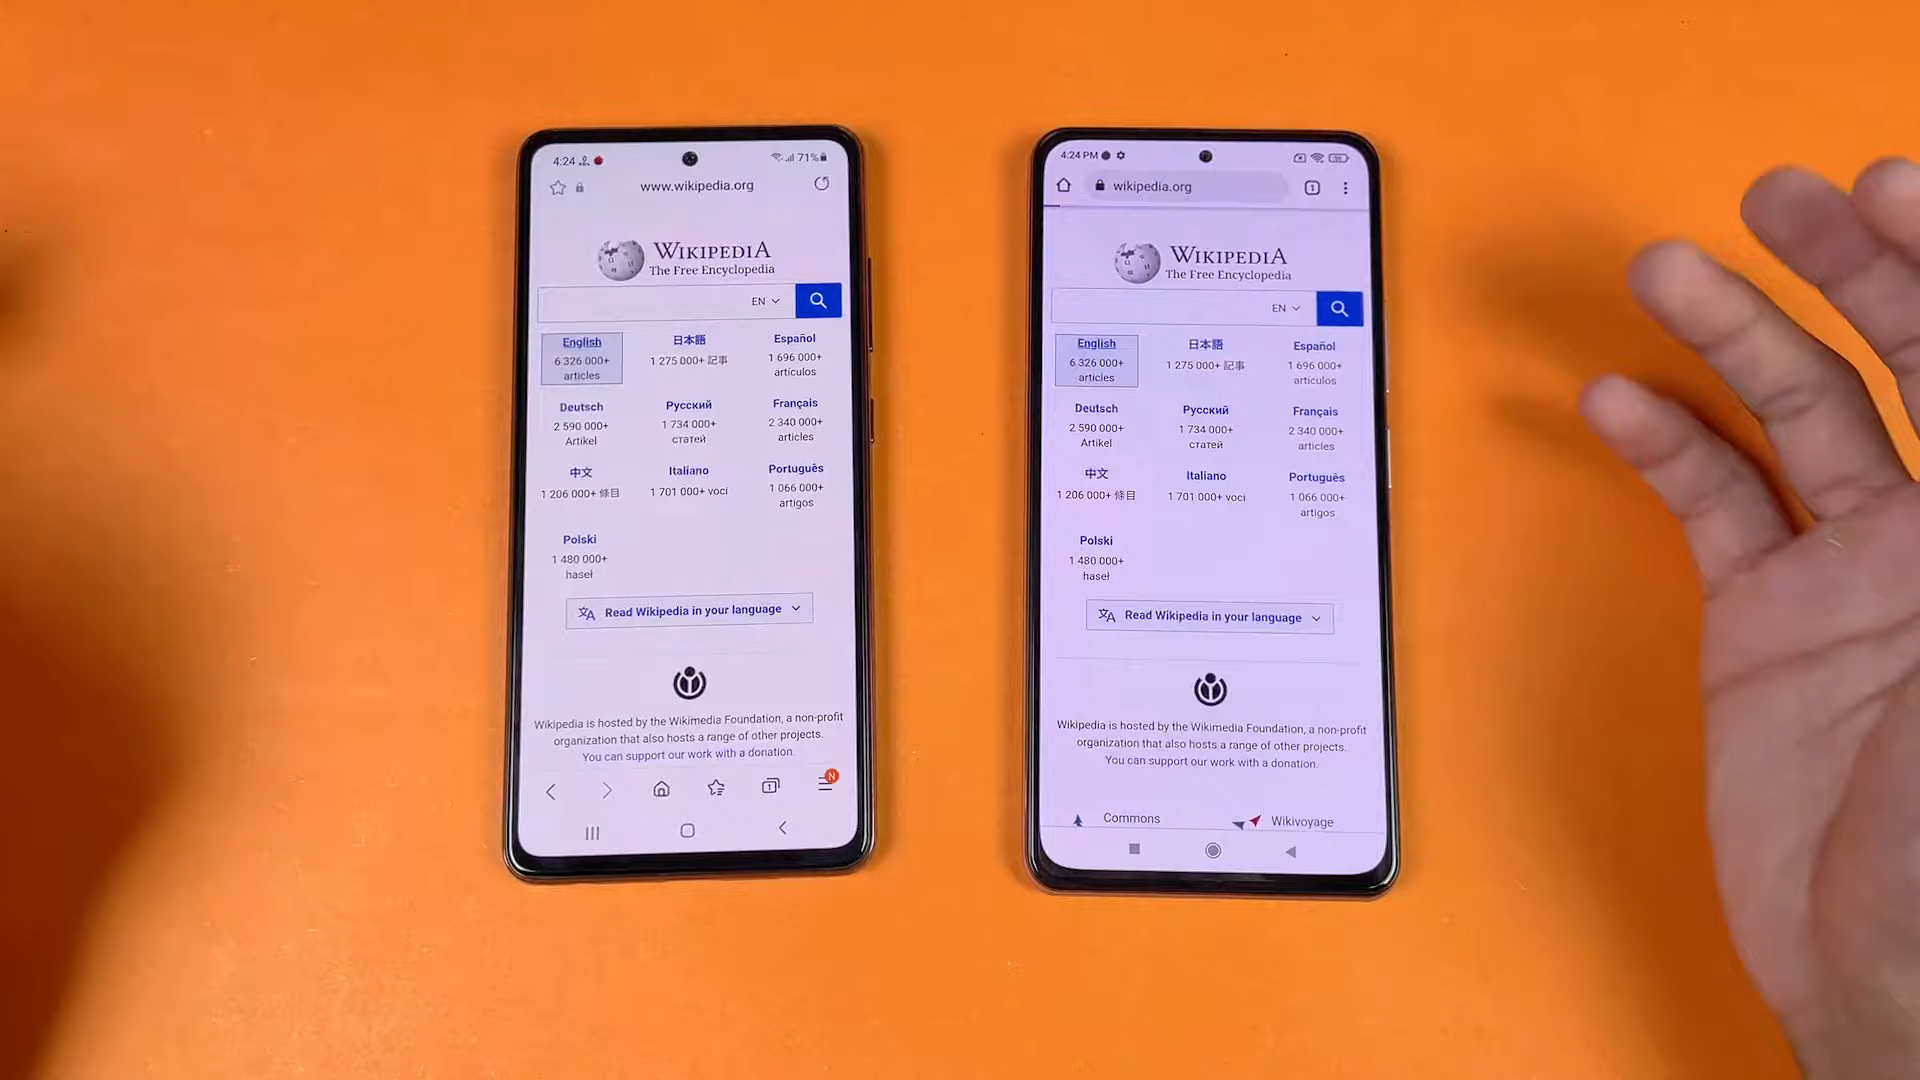 4:24
71%
www.wikipedia.org
WIKIPEDIA
The Free Encyclopedia
EN
English
6 326 000+
articles
日本語
1 275 000+ 記事
Español
1 696 000+
artículos
Deutsch
2 590 000+
Artikel
Русский
1 734 000+
статей
Français
2 340 000+
articles
中文
1 206 000+ 條目
Italiano
1 701 000+ voci
Português
1 066 000+
artigos
Polski
1 480 000+
haseł
Read Wikipedia in your language
Wikipedia is hosted by the Wikimedia Foundation, a non-profit
organization that also hosts a range of other projects.
You can support our work with a donation.
1
N
4:24 PM
wikipedia.org
1
WIKIPEDIA
The Free Encyclopedia
EN
English
6 326 000+
articles
日本語
1 275 000+ 記事
Español
1 696 000+
artículos
Deutsch
2 590 000+
Artikel
Русский
1 734 000+
статей
Français
2 340 000+
articles
中文
1 206 000+ 條目
Italiano
1 701 000+ voci
Português
1 066 000+
artigos
Polski
1 480 000+
haseł
Read Wikipedia in your language
Wikipedia is hosted by the Wikimedia Foundation, a non-profit
organization that also hosts a range of other projects.
You can support our work with a donation.
Commons
Wikivoyage